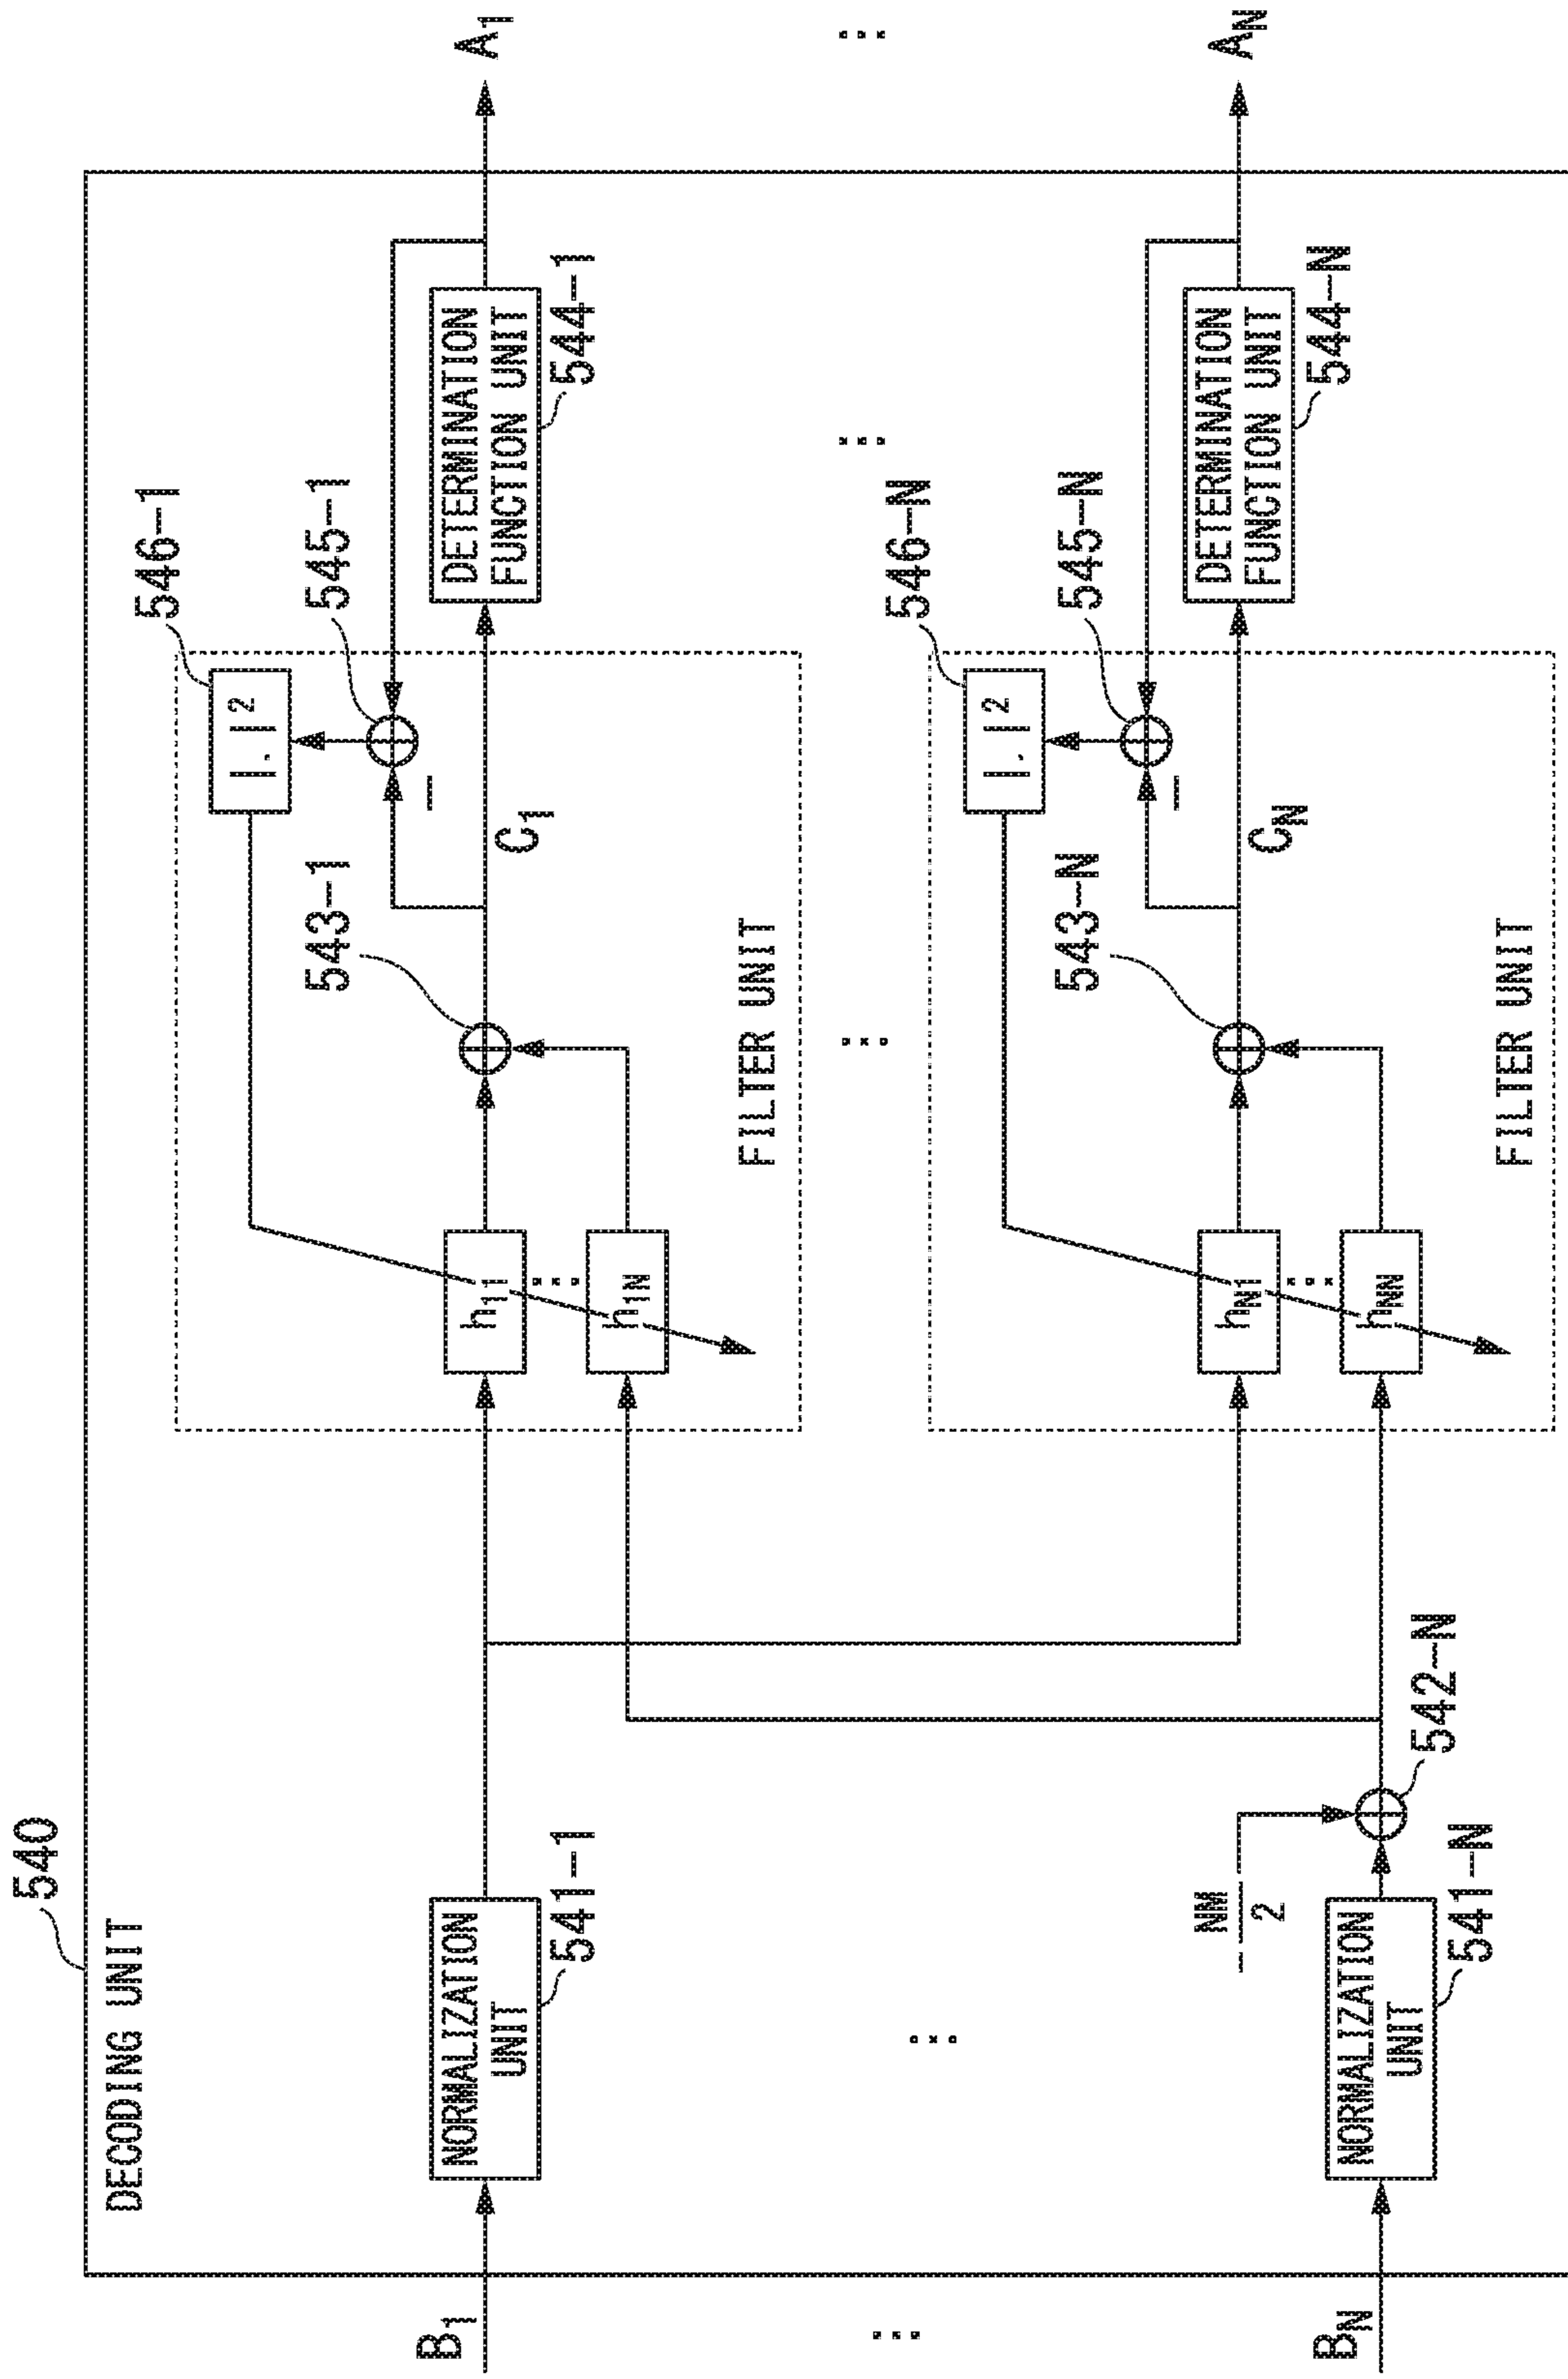 540
DECODING UNIT
B1
NORMALIZATION
UNIT
541-1
h11
h1N
543-1
C1
545-1
546-1
|.|²
FILTER UNIT
DETERMINATION
FUNCTION UNIT
544-1
A1
BN
NORMALIZATION
UNIT
541-N
— NM
2
542-N
hN1
hNN
543-N
CN
545-N
546-N
|.|²
FILTER UNIT
DETERMINATION
FUNCTION UNIT
544-N
AN